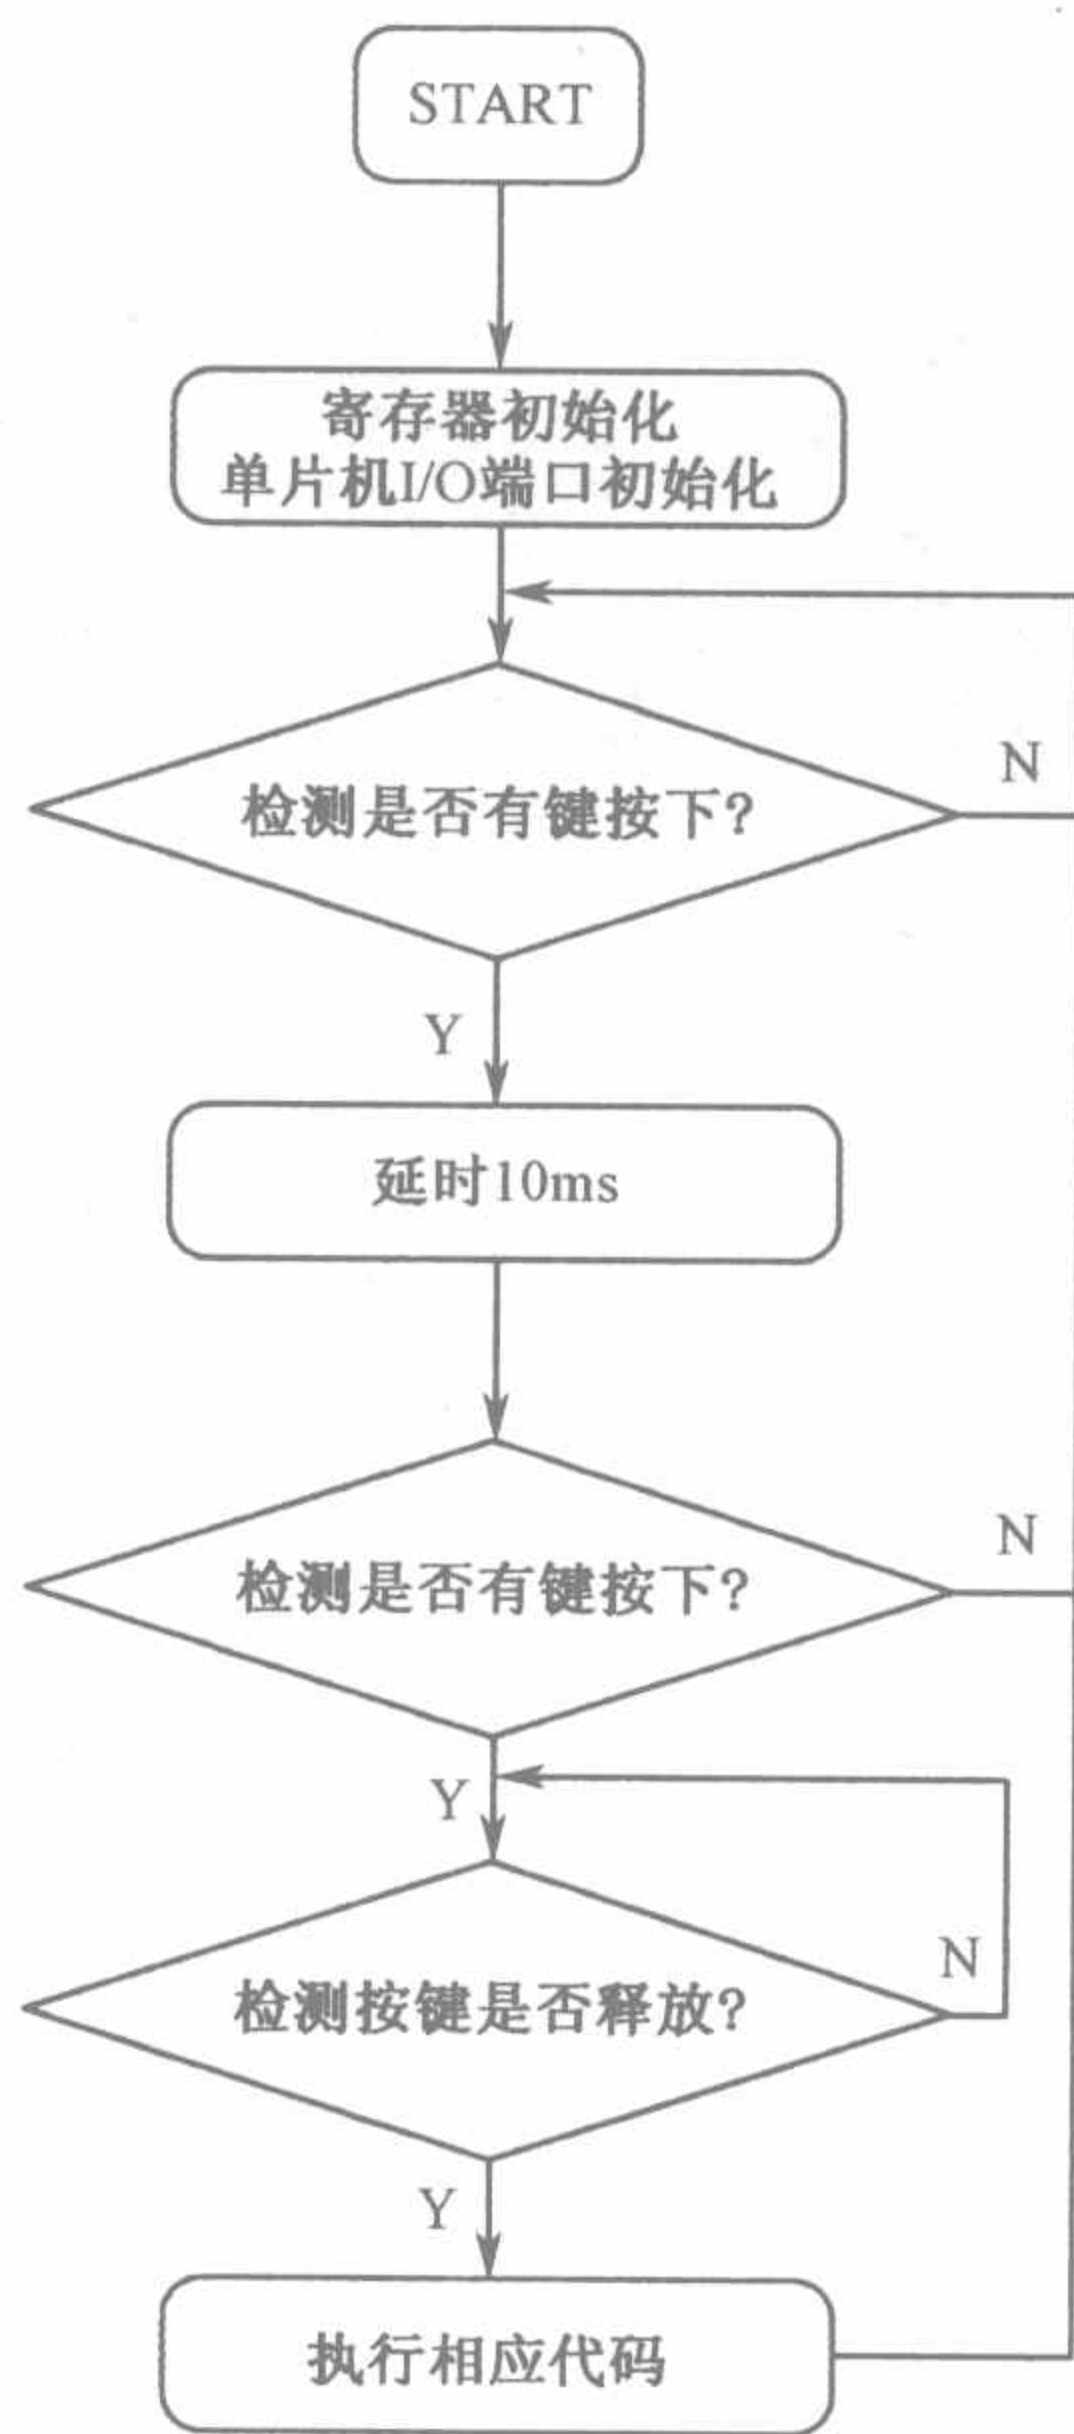 START
寄存器初始化
单片机I/O端口初始化
检测是否有键按下?
N
Y
延时10ms
检测是否有键按下?
N
Y
检测按键是否释放?
N
Y
执行相应代码